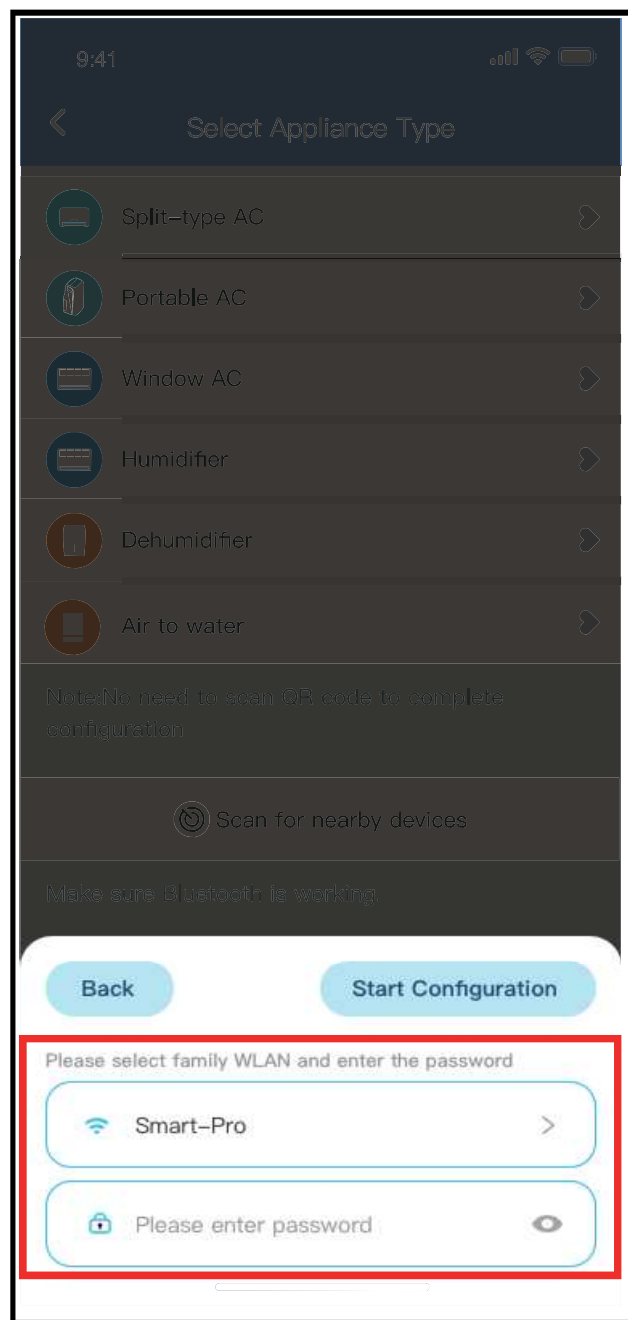 9:41
Select Appliance Type
Split-type AC
Portable AC
Window AC
Humidifier
Dehumidifier
Air to water
Note:No need to scan QR code to complete
configuration
Scan for nearby devices
Make sure Bluetooth is working
Back
Start Configuration
Please select family WLAN and enter the password
Smart-Pro
Please enter password